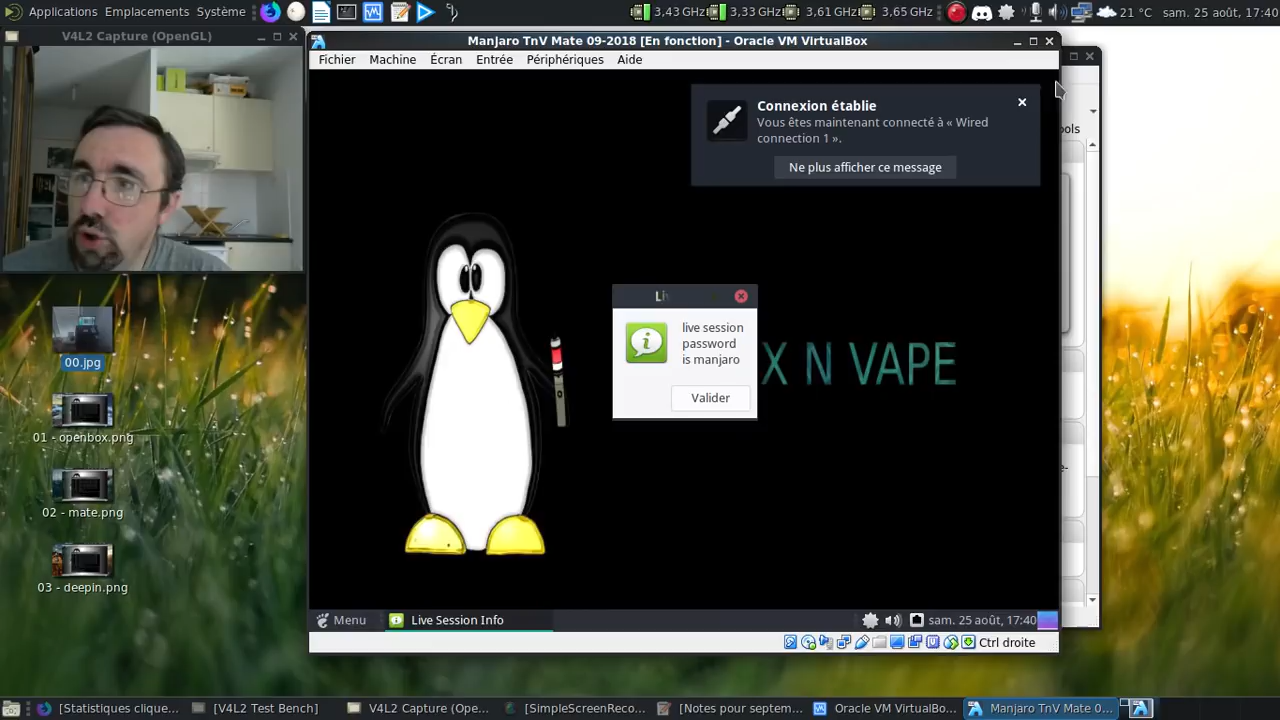 Applications Emplacements Système
3,43 GHz 3,33 GHz 3,61 GHz 3,65 GHz
21 °C sam. 25 août, 17:40
V4L2 Capture (OpenGL)
Manjaro TnV Mate 09-2018 [En fonction] - Oracle VM VirtualBox
Fichier Machine Écran Entrée Périphériques Aide
Connexion établie
Vous êtes maintenant connecté à « Wired
connection 1 ».
Ne plus afficher ce message
ools
live session
password
is manjaro
Valider
X N VAPE
00.jpg
01 - openbox.png
02 - mate.png
03 - deepin.png
Menu Live Session Info sam. 25 août, 17:40
Ctrl droite
[Statistiques clique... [V4L2 Test Bench] V4L2 Capture (Ope... [SimpleScreenReco... [Notes pour septem... Oracle VM VirtualBo... Manjaro TnV Mate 0...